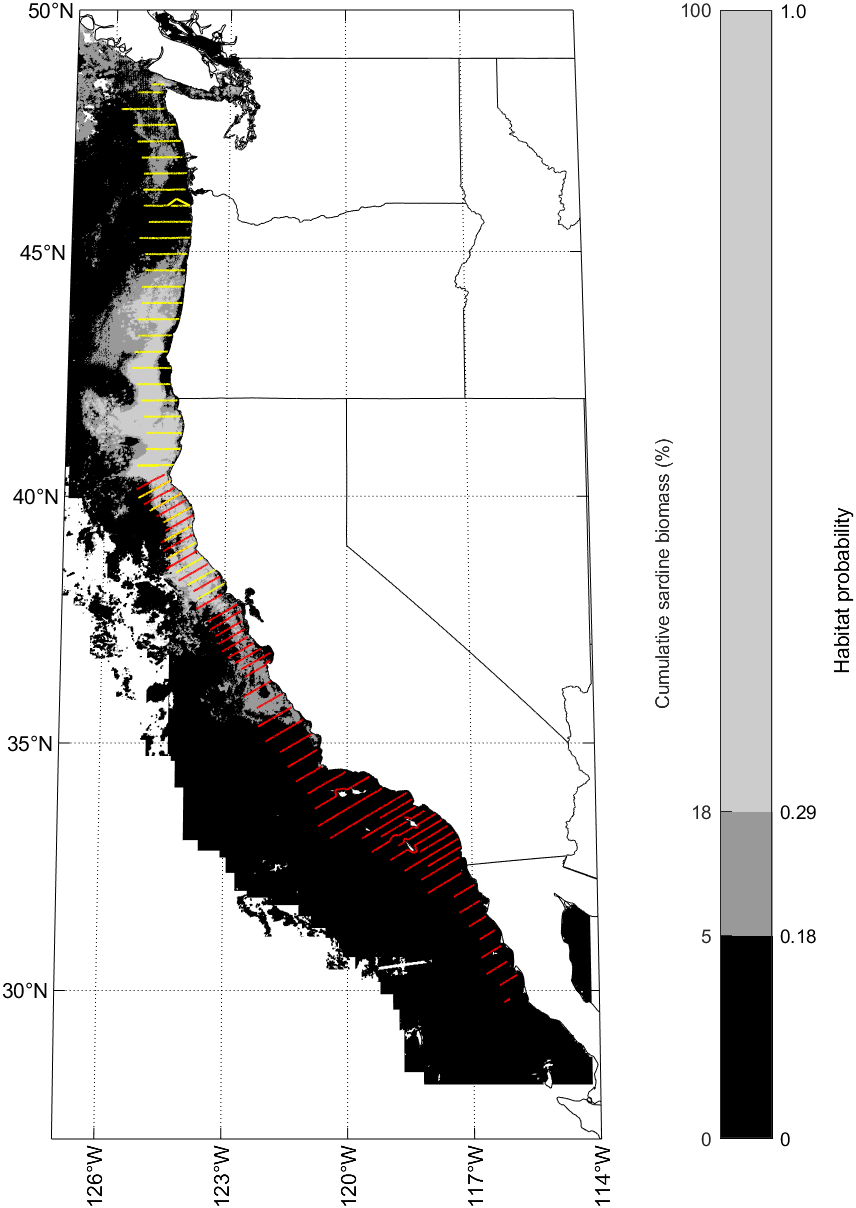 50°N
45°N
40°N
35°N
30°N
126°W
123°W
120°W
117°W
114°W
Cumulative sardine biomass (%)
100
18
5
0
1.0
0.29
0.18
0
Habitat probability